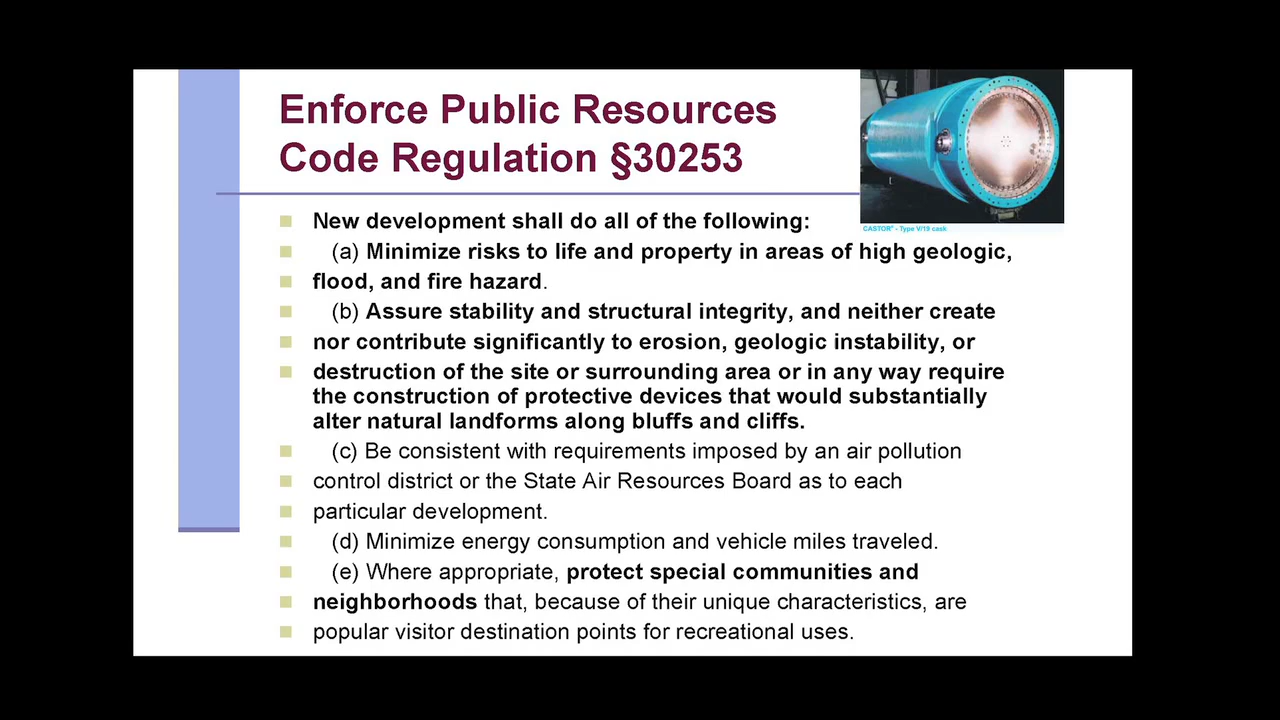 Enforce Public Resources
Code Regulation §30253
CASTOR® - Type V/19 cask
New development shall do all of the following:
(a) Minimize risks to life and property in areas of high geologic,
flood, and fire hazard.
(b) Assure stability and structural integrity, and neither create
nor contribute significantly to erosion, geologic instability, or
destruction of the site or surrounding area or in any way require
the construction of protective devices that would substantially
alter natural landforms along bluffs and cliffs.
(c) Be consistent with requirements imposed by an air pollution
control district or the State Air Resources Board as to each
particular development.
(d) Minimize energy consumption and vehicle miles traveled.
(e) Where appropriate, protect special communities and
neighborhoods that, because of their unique characteristics, are
popular visitor destination points for recreational uses.